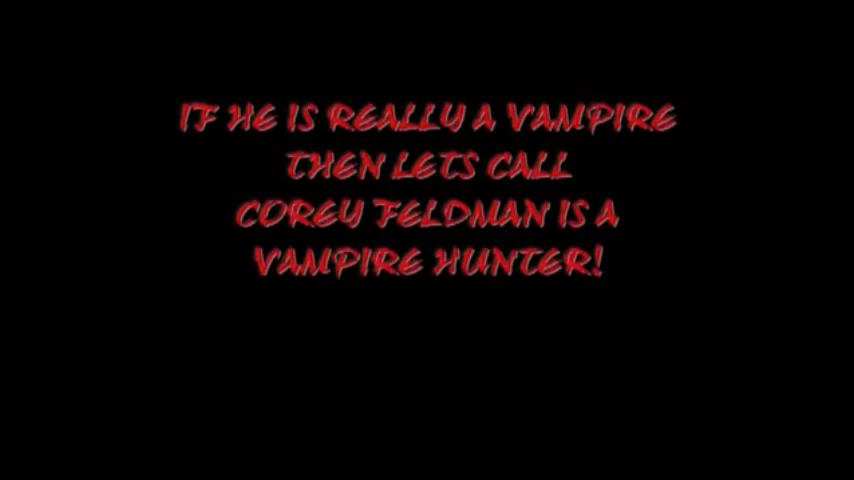 IF HE IS REALLY A VAMPIRE
THEN LETS CALL
COREY FELDMAN IS A
VAMPIRE HUNTER!